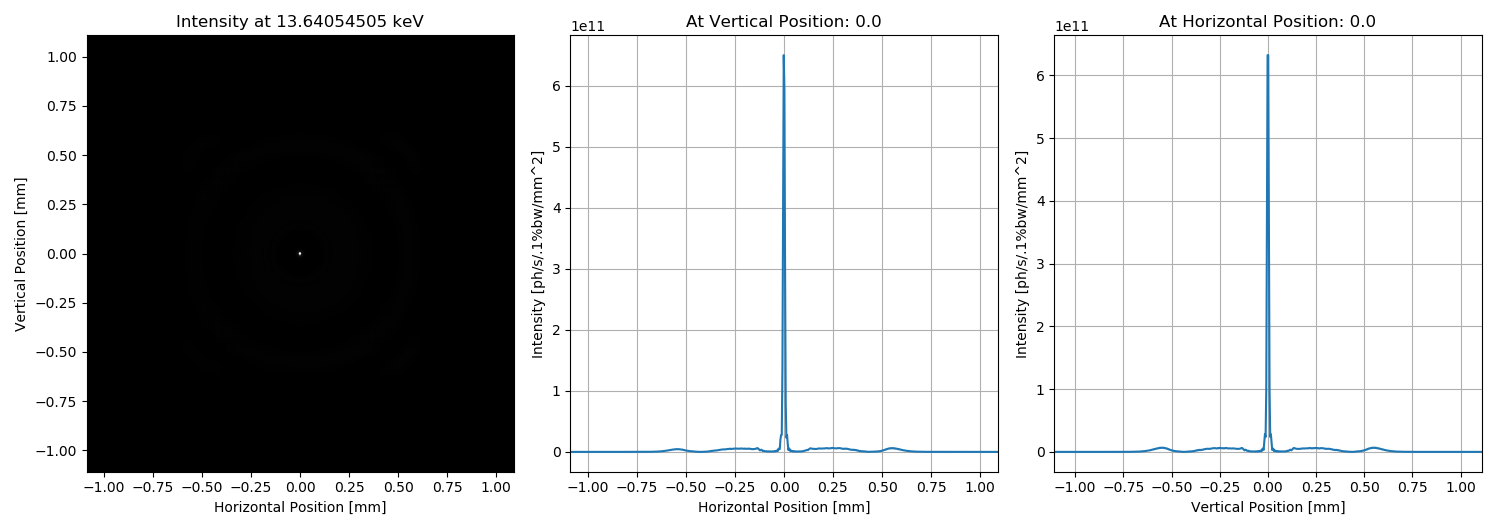 Intensity at 13.64054505 keV
Vertical Position [mm]
1.00
0.75
0.50
0.25
0.00
−0.25
−0.50
−0.75
−1.00
−1.00 −0.75 −0.50 −0.25 0.00 0.25 0.50 0.75 1.00
Horizontal Position [mm]
At Vertical Position: 0.0
1e11
Intensity [ph/s/.1%bw/mm^2]
6
5
4
3
2
1
0
−1.00 −0.75 −0.50 −0.25 0.00 0.25 0.50 0.75 1.00
Horizontal Position [mm]
At Horizontal Position: 0.0
1e11
Intensity [ph/s/.1%bw/mm^2]
6
5
4
3
2
1
0
−1.00 −0.75 −0.50 −0.25 0.00 0.25 0.50 0.75 1.00
Vertical Position [mm]